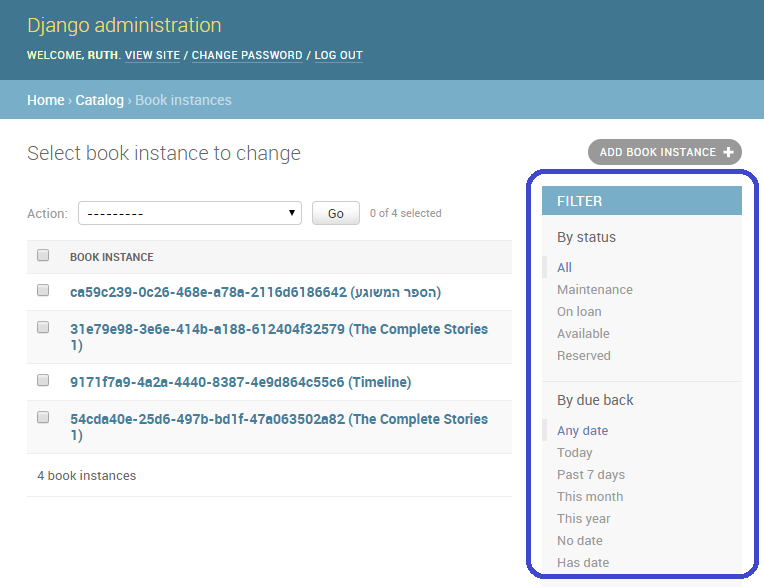 Django administration
WELCOME, RUTH. VIEW SITE / CHANGE PASSWORD / LOG OUT
Home › Catalog › Book instances
Select book instance to change
ADD BOOK INSTANCE +
Action: --------- Go 0 of 4 selected
BOOK INSTANCE
ca59c239-0c26-468e-a78a-2116d6186642 (הספר המשוגע)
31e79e98-3e6e-414b-a188-612404f32579 (The Complete Stories
1)
9171f7a9-4a2a-4440-8387-4e9d864c55c6 (Timeline)
54cda40e-25d6-497b-bd1f-47a063502a82 (The Complete Stories
1)
4 book instances
FILTER
By status
All
Maintenance
On loan
Available
Reserved
By due back
Any date
Today
Past 7 days
This month
This year
No date
Has date